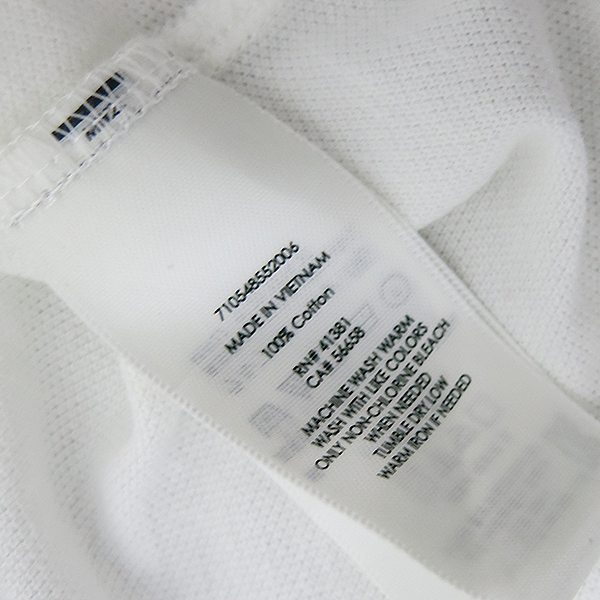 710548552006
MADE IN VIETNAM
100% Cotton
RN# 41381
CA# 56658
MACHINE WASH WARM
WASH WITH LIKE COLORS
ONLY NON-CHLORINE BLEACH
WHEN NEEDED
TUMBLE DRY LOW
WARM IRON IF NEEDED